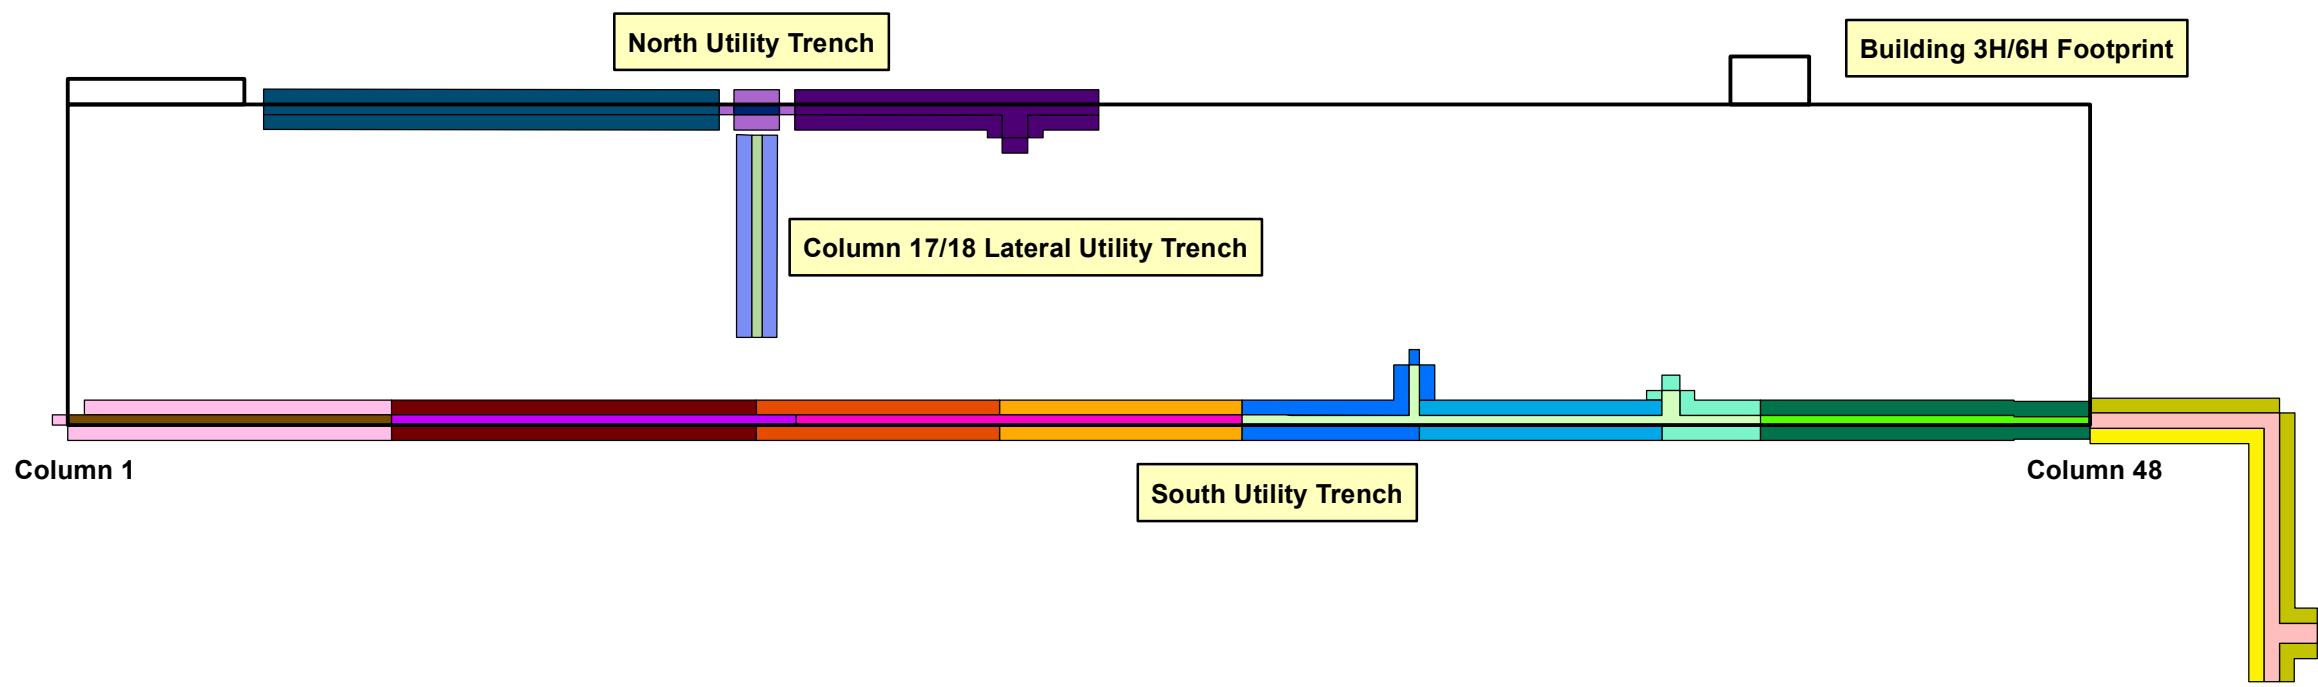 North Utility Trench
Building 3H/6H Footprint
Column 17/18 Lateral Utility Trench
Column 1
Column 48
South Utility Trench